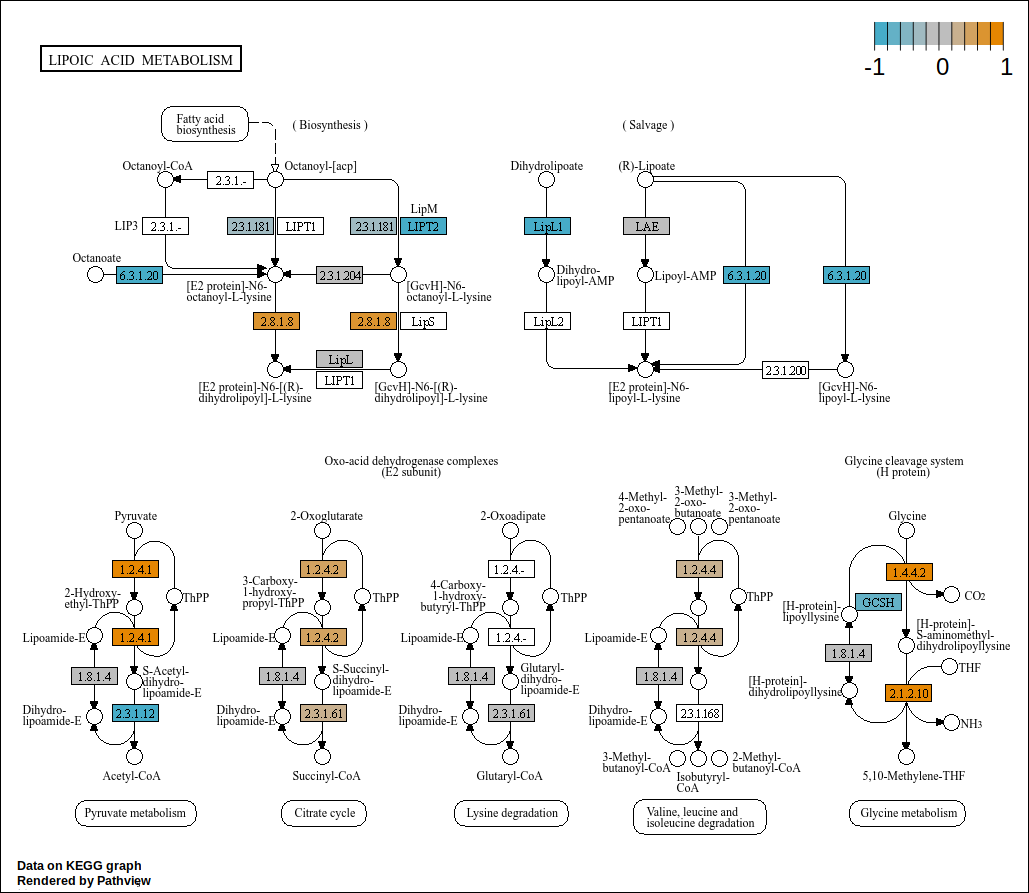 LIPOIC ACID METABOLISM
-1 0 1
Fatty acid
biosynthesis
( Biosynthesis )
( Salvage )
Octanoyl-CoA
2.3.1.-
Octanoyl-[acp]
Dihydrolipoate
(R)-Lipoate
LipM
LIP3
2.3.1.-
2.3.1.181
LIPT1
2.3.1.181
LIPT2
LipL1
LAE
Octanoate
6.3.1.20
2.3.1.204
Dihydro-
lipoyl-AMP
Lipoyl-AMP
6.3.1.20
6.3.1.20
[E2 protein]-N6-
octanoyl-L-lysine
[GcvH]-N6-
octanoyl-L-lysine
2.8.1.8
2.8.1.8
LipS
LipL2
LIPT1
LipL
LIPT1
2.3.1.200
[E2 protein]-N6-[(R)-
dihydrolipoyl]-L-lysine
[GcvH]-N6-[(R)-
dihydrolipoyl]-L-lysine
[E2 protein]-N6-
lipoyl-L-lysine
[GcvH]-N6-
lipoyl-L-lysine
Oxo-acid dehydrogenase complexes
(E2 subunit)
Glycine cleavage system
(H protein)
Pyruvate
1.2.4.1
2-Hydroxy-
ethyl-ThPP
ThPP
Lipoamide-E
1.2.4.1
1.8.1.4
S-Acetyl-
dihydro-
lipoamide-E
Dihydro-
lipoamide-E
2.3.1.12
Acetyl-CoA
Pyruvate metabolism
2-Oxoglutarate
1.2.4.2
3-Carboxy-
1-hydroxy-
propyl-ThPP
ThPP
Lipoamide-E
1.2.4.2
1.8.1.4
S-Succinyl-
dihydro-
lipoamide-E
Dihydro-
lipoamide-E
2.3.1.61
Succinyl-CoA
Citrate cycle
2-Oxoadipate
1.2.4.-
4-Carboxy-
1-hydroxy-
butyryl-ThPP
ThPP
Lipoamide-E
1.2.4.-
1.8.1.4
Glutaryl-
dihydro-
lipoamide-E
Dihydro-
lipoamide-E
2.3.1.61
Glutaryl-CoA
Lysine degradation
4-Methyl-
2-oxo-
pentanoate
3-Methyl-
2-oxo-
butanoate
3-Methyl-
2-oxo-
pentanoate
1.2.4.4
ThPP
Lipoamide-E
1.2.4.4
1.8.1.4
Dihydro-
lipoamide-E
2.3.1.168
3-Methyl-
butanoyl-CoA
Isobutyryl-
CoA
2-Methyl-
butanoyl-CoA
Valine, leucine and
isoleucine degradation
Glycine
1.4.4.2
CO2
[H-protein]-
lipoyllysine
GCSH
[H-protein]-
S-aminomethyl-
dihydrolipoyllysine
1.8.1.4
THF
[H-protein]-
dihydrolipoyllysine
2.1.2.10
NH3
5,10-Methylene-THF
Glycine metabolism
Data on KEGG graph
Rendered by Pathview